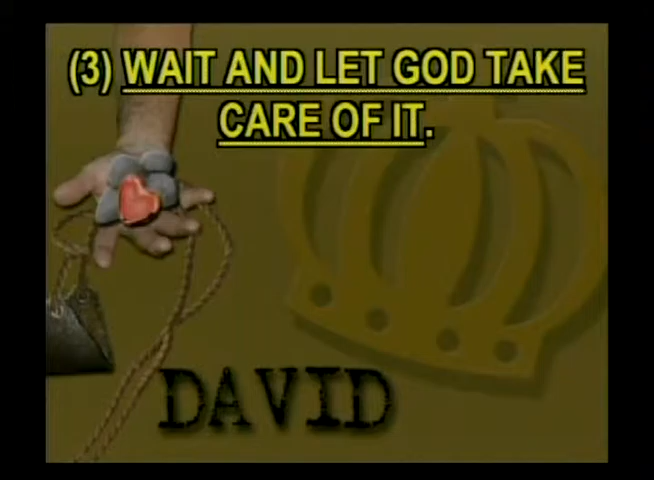 (3) WAIT AND LET GOD TAKE
CARE OF IT.
DAVID